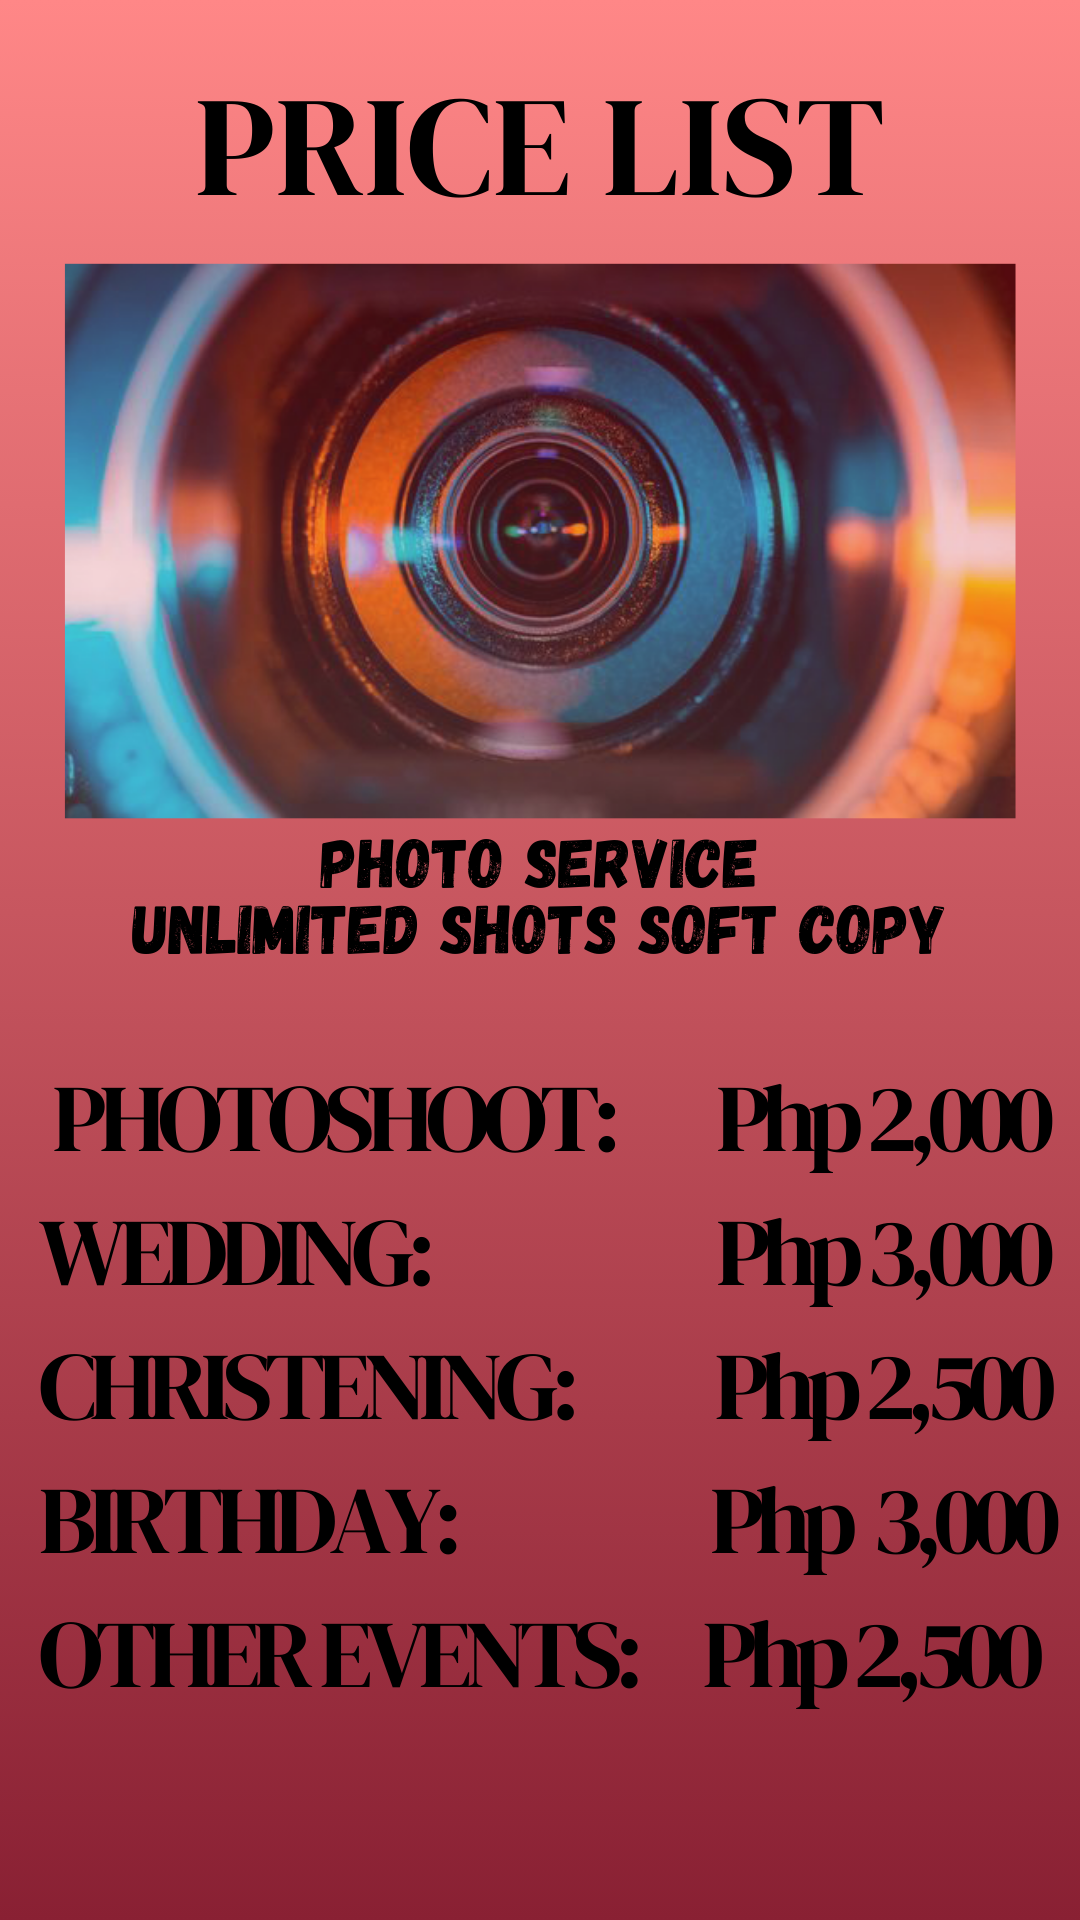 PRICE LIST
PHOTO SERVICE
UNLIMITED SHOTS SOFT COPY
PHOTOSHOOT: Php 2,000
WEDDING: Php 3,000
CHRISTENING: Php 2,500
BIRTHDAY: Php 3,000
OTHER EVENTS: Php 2,500